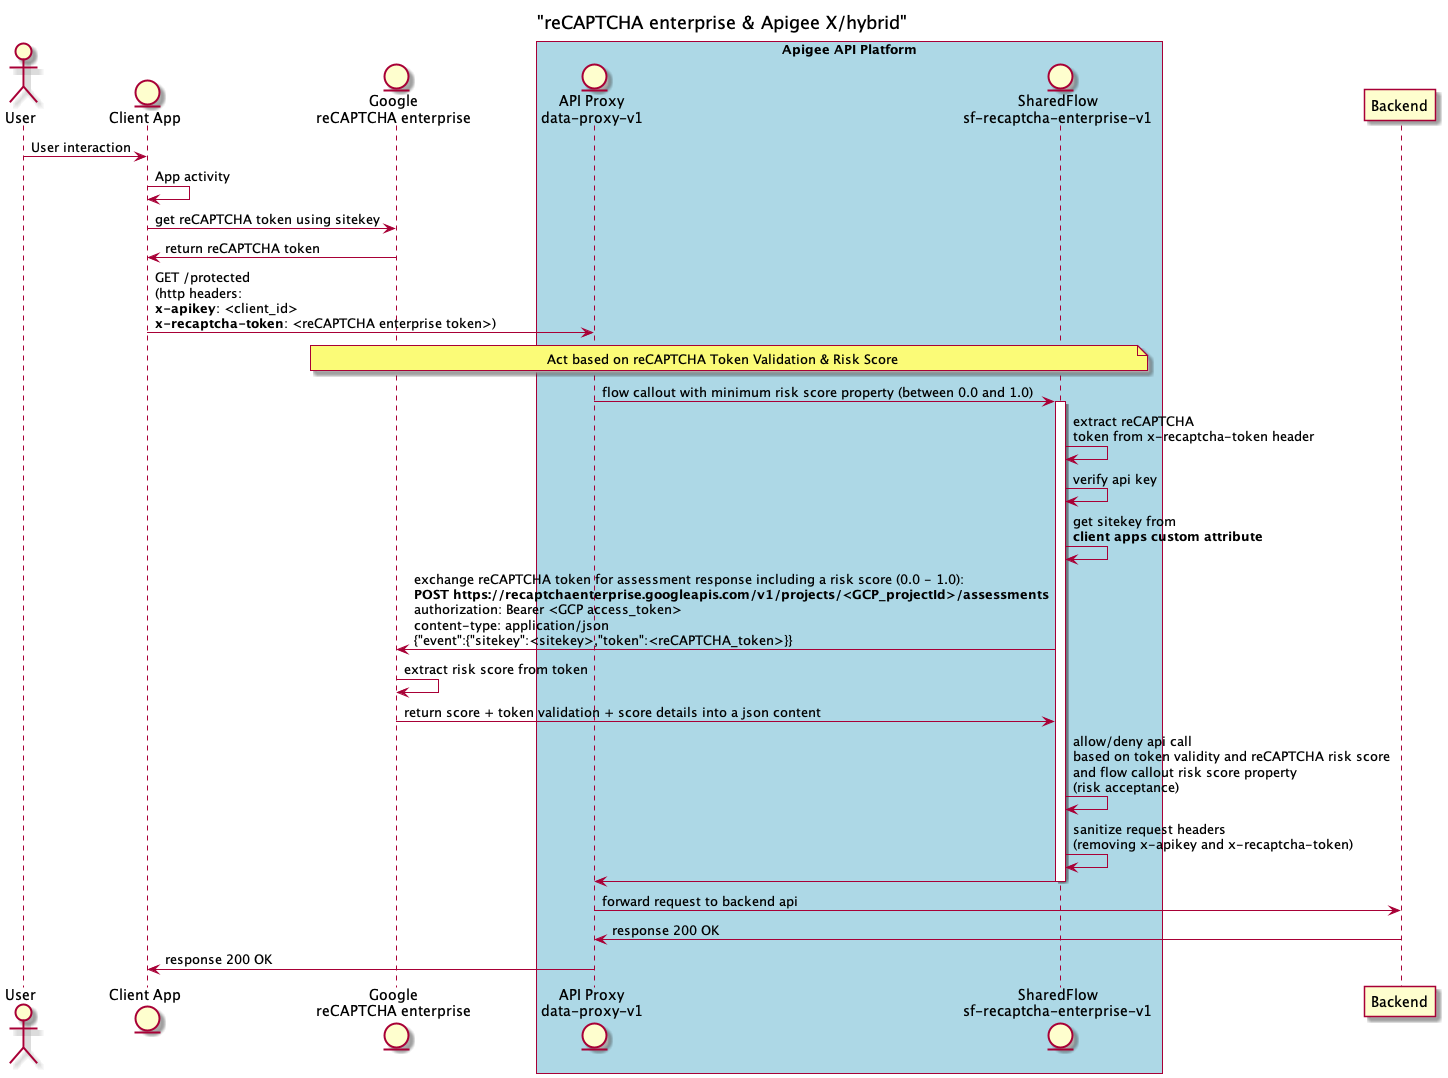 "reCAPTCHA enterprise & Apigee X/hybrid"
Apigee API Platform
User
Client App
Google
reCAPTCHA enterprise
API Proxy
data-proxy-v1
SharedFlow
sf-recaptcha-enterprise-v1
Backend
User interaction
App activity
get reCAPTCHA token using sitekey
return reCAPTCHA token
GET /protected
(http headers:
x-apikey: <client_id>
x-recaptcha-token: <reCAPTCHA enterprise token>)
Act based on reCAPTCHA Token Validation & Risk Score
flow callout with minimum risk score property (between 0.0 and 1.0)
extract reCAPTCHA
token from x-recaptcha-token header
verify api key
get sitekey from
client apps custom attribute
exchange reCAPTCHA token for assessment response including a risk score (0.0 - 1.0):
POST https://recaptchaenterprise.googleapis.com/v1/projects/<GCP_projectId>/assessments
authorization: Bearer <GCP access_token>
content-type: application/json
{"event":{"sitekey":<sitekey>,"token":<reCAPTCHA_token>}}
extract risk score from token
return score + token validation + score details into a json content
allow/deny api call
based on token validity and reCAPTCHA risk score
and flow callout risk score property
(risk acceptance)
sanitize request headers
(removing x-apikey and x-recaptcha-token)
forward request to backend api
response 200 OK
response 200 OK
User
Client App
Google
reCAPTCHA enterprise
API Proxy
data-proxy-v1
SharedFlow
sf-recaptcha-enterprise-v1
Backend